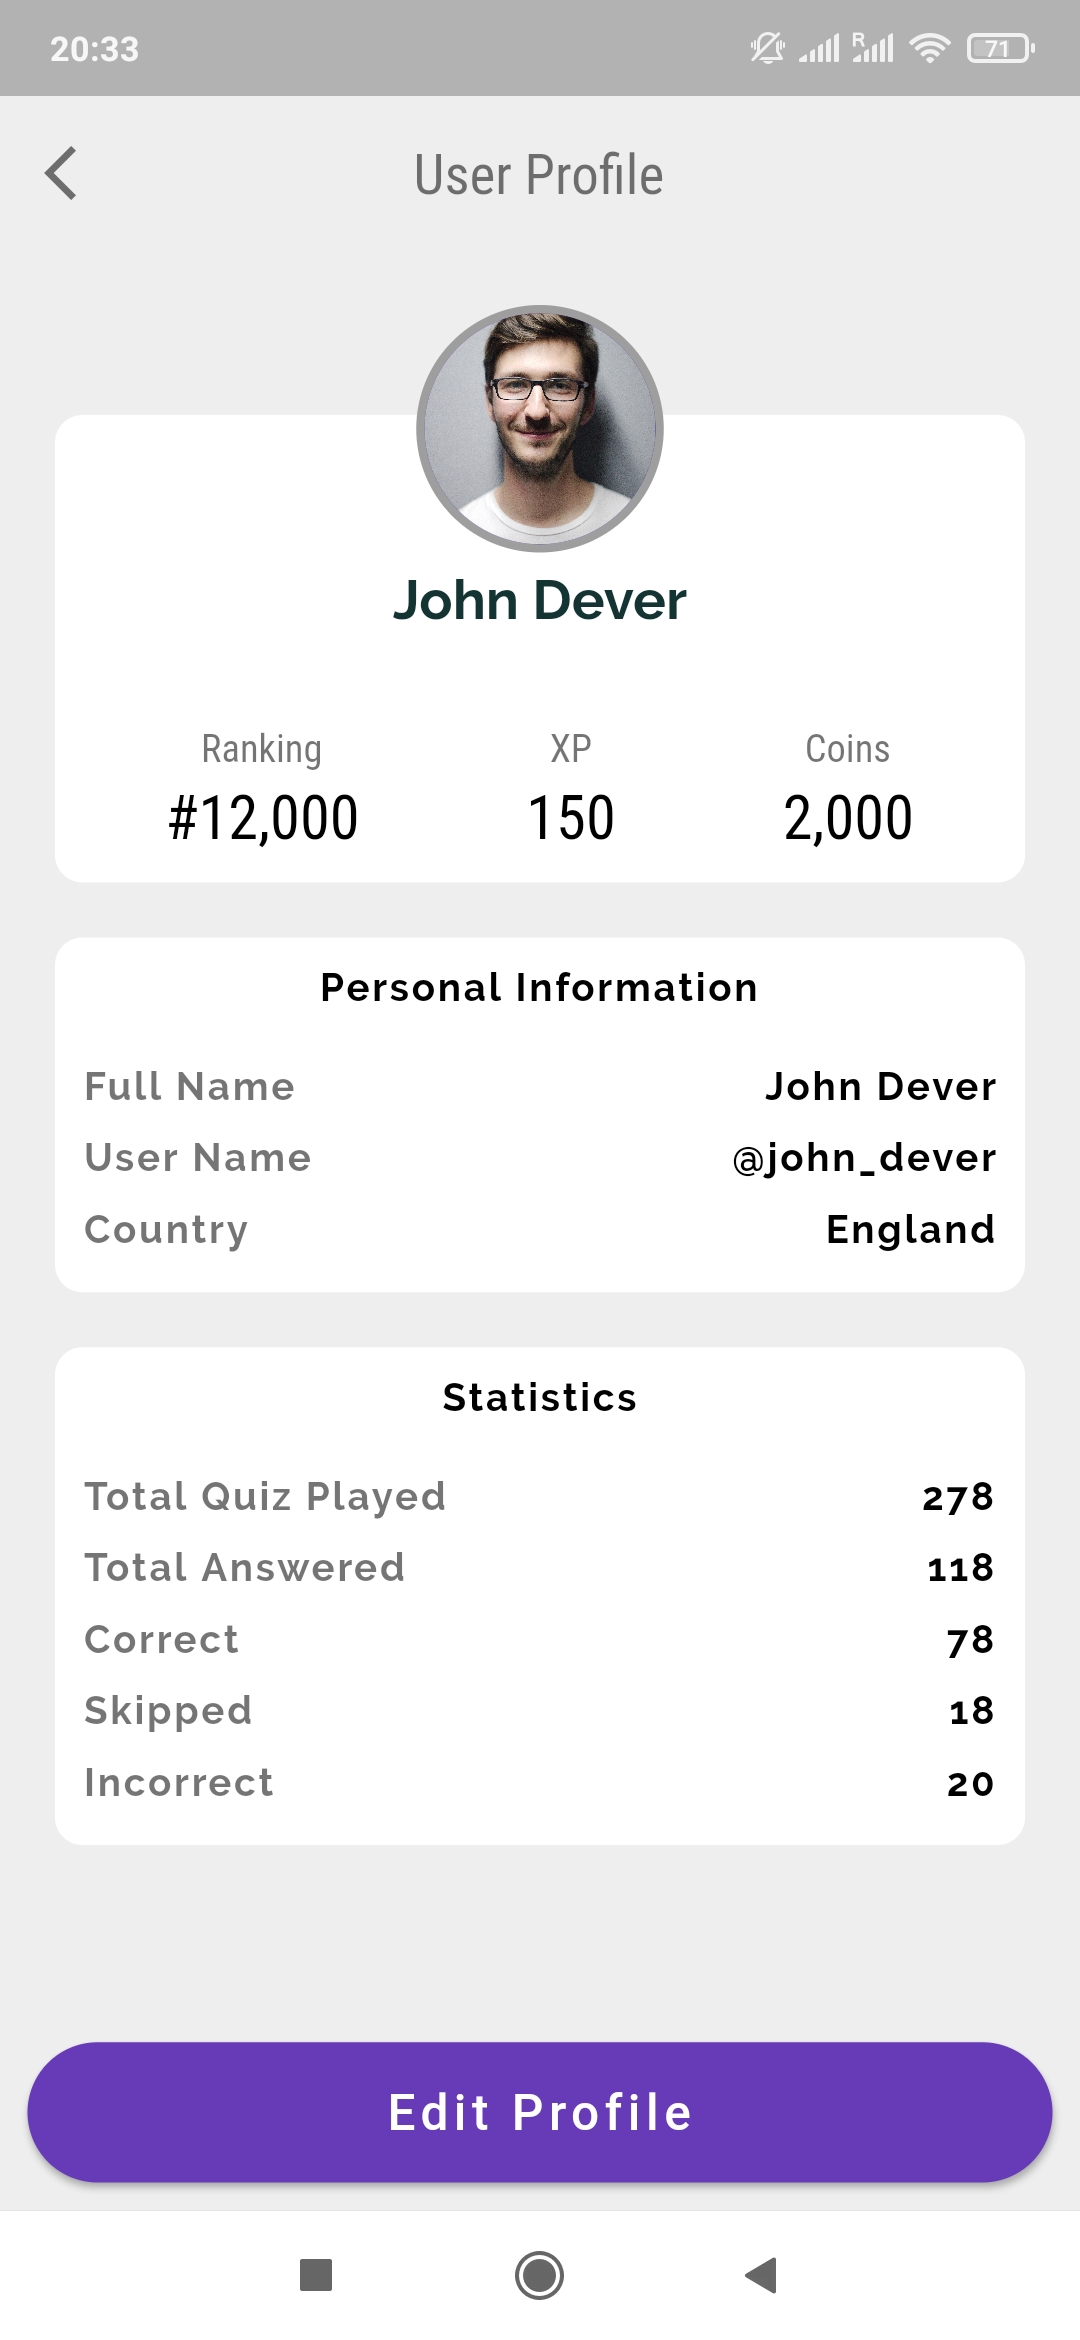 20:33
R
71
User Profile
John Dever
Ranking XP Coins
#12,000 150 2,000
Personal Information
Full Name John Dever
User Name @john_dever
Country England
Statistics
Total Quiz Played 278
Total Answered 118
Correct 78
Skipped 18
Incorrect 20
Edit Profile